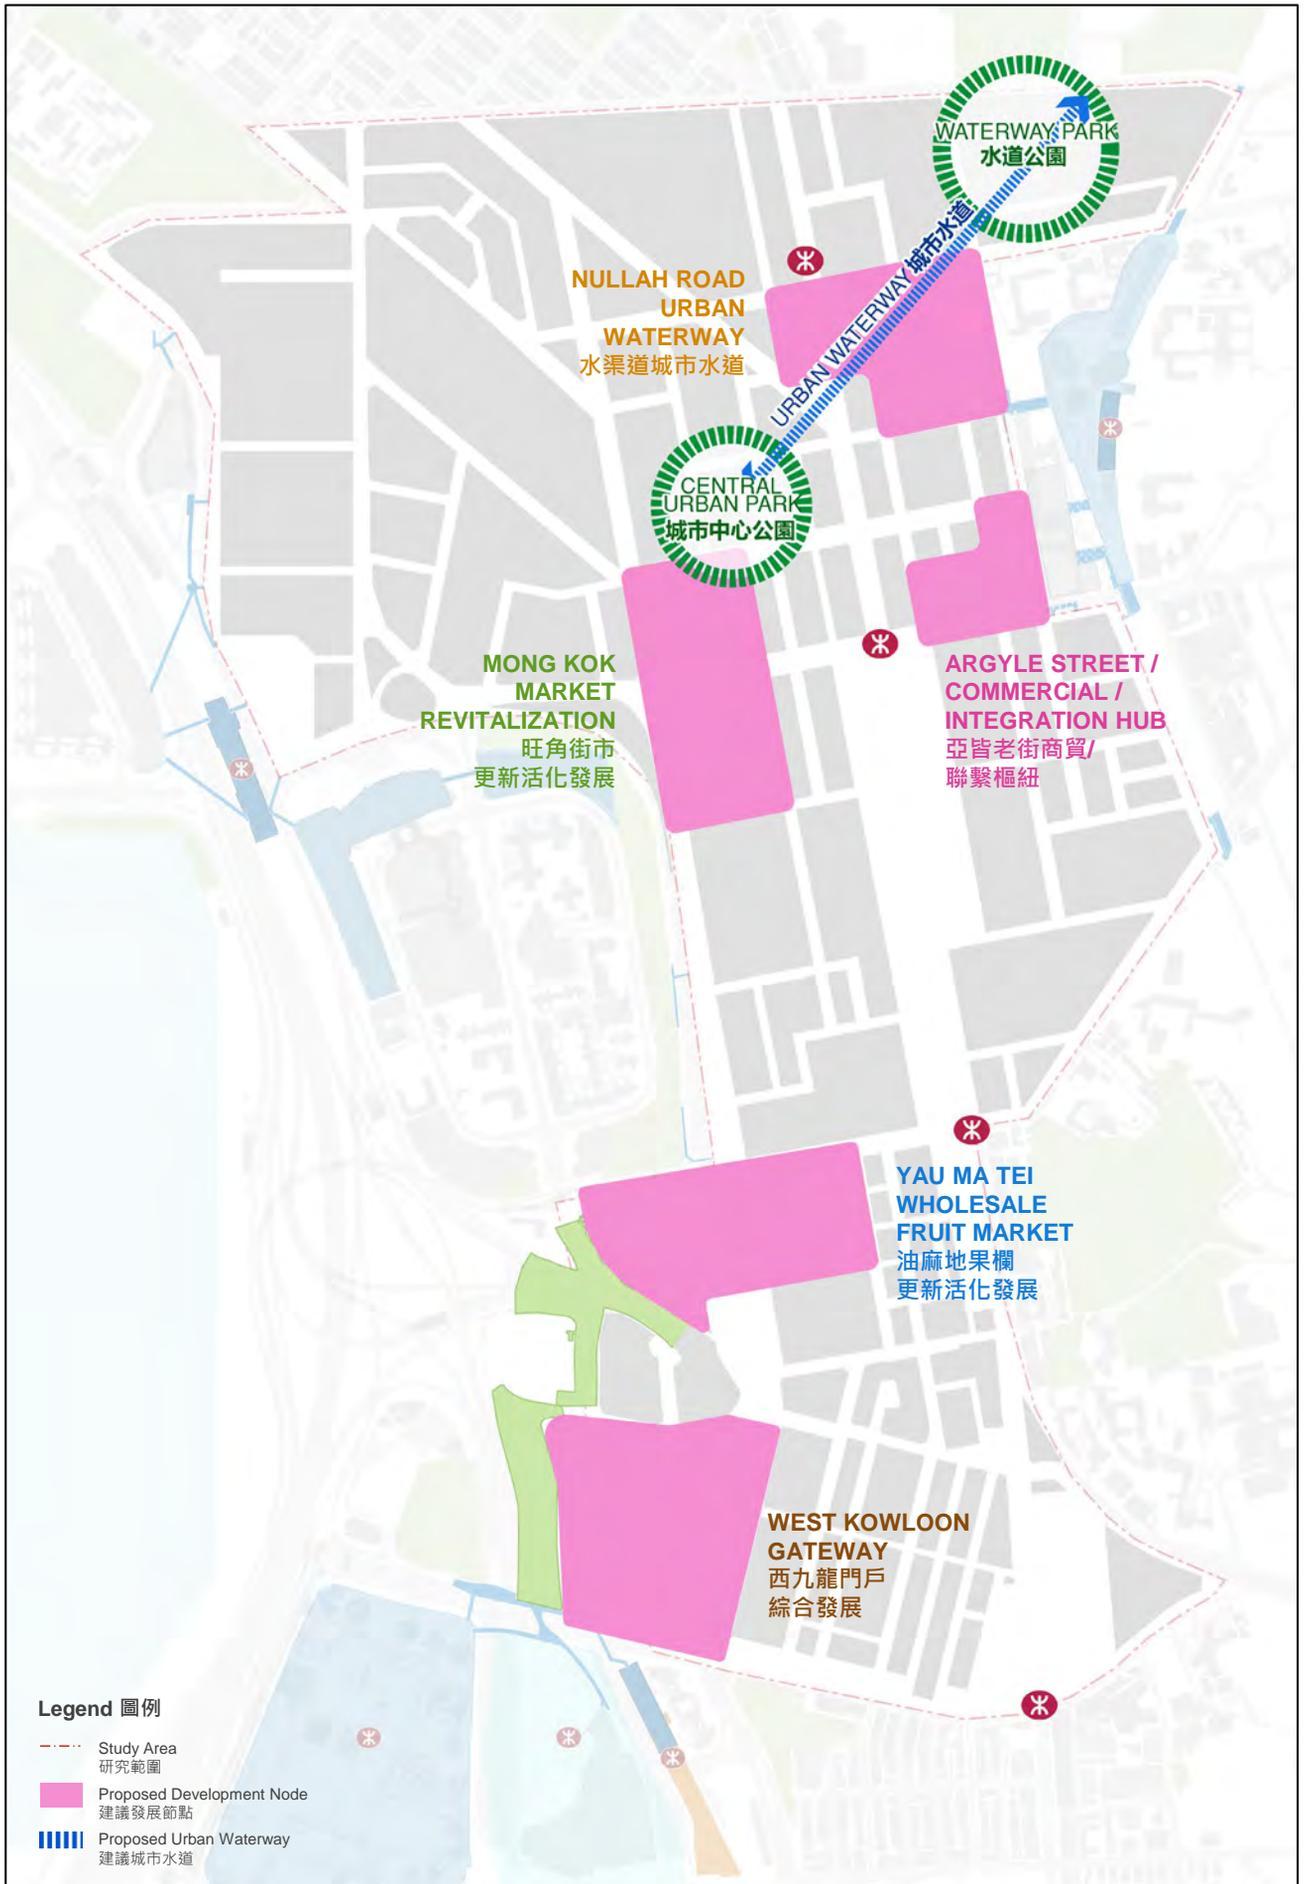 WATERWAY PARK
水道公園
URBAN WATERWAY 城市水道
NULLAH ROAD
URBAN
WATERWAY
水渠道城市水道
CENTRAL
URBAN PARK
城市中心公園
MONG KOK
MARKET
REVITALIZATION
旺角街市
更新活化發展
ARGYLE STREET /
COMMERCIAL /
INTEGRATION HUB
亞皆老街商貿/
聯繫樞紐
YAU MA TEI
WHOLESALE
FRUIT MARKET
油麻地果欄
更新活化發展
WEST KOWLOON
GATEWAY
西九龍門戶
綜合發展
Legend 圖例
Study Area
研究範圍
Proposed Development Node
建議發展節點
Proposed Urban Waterway
建議城市水道